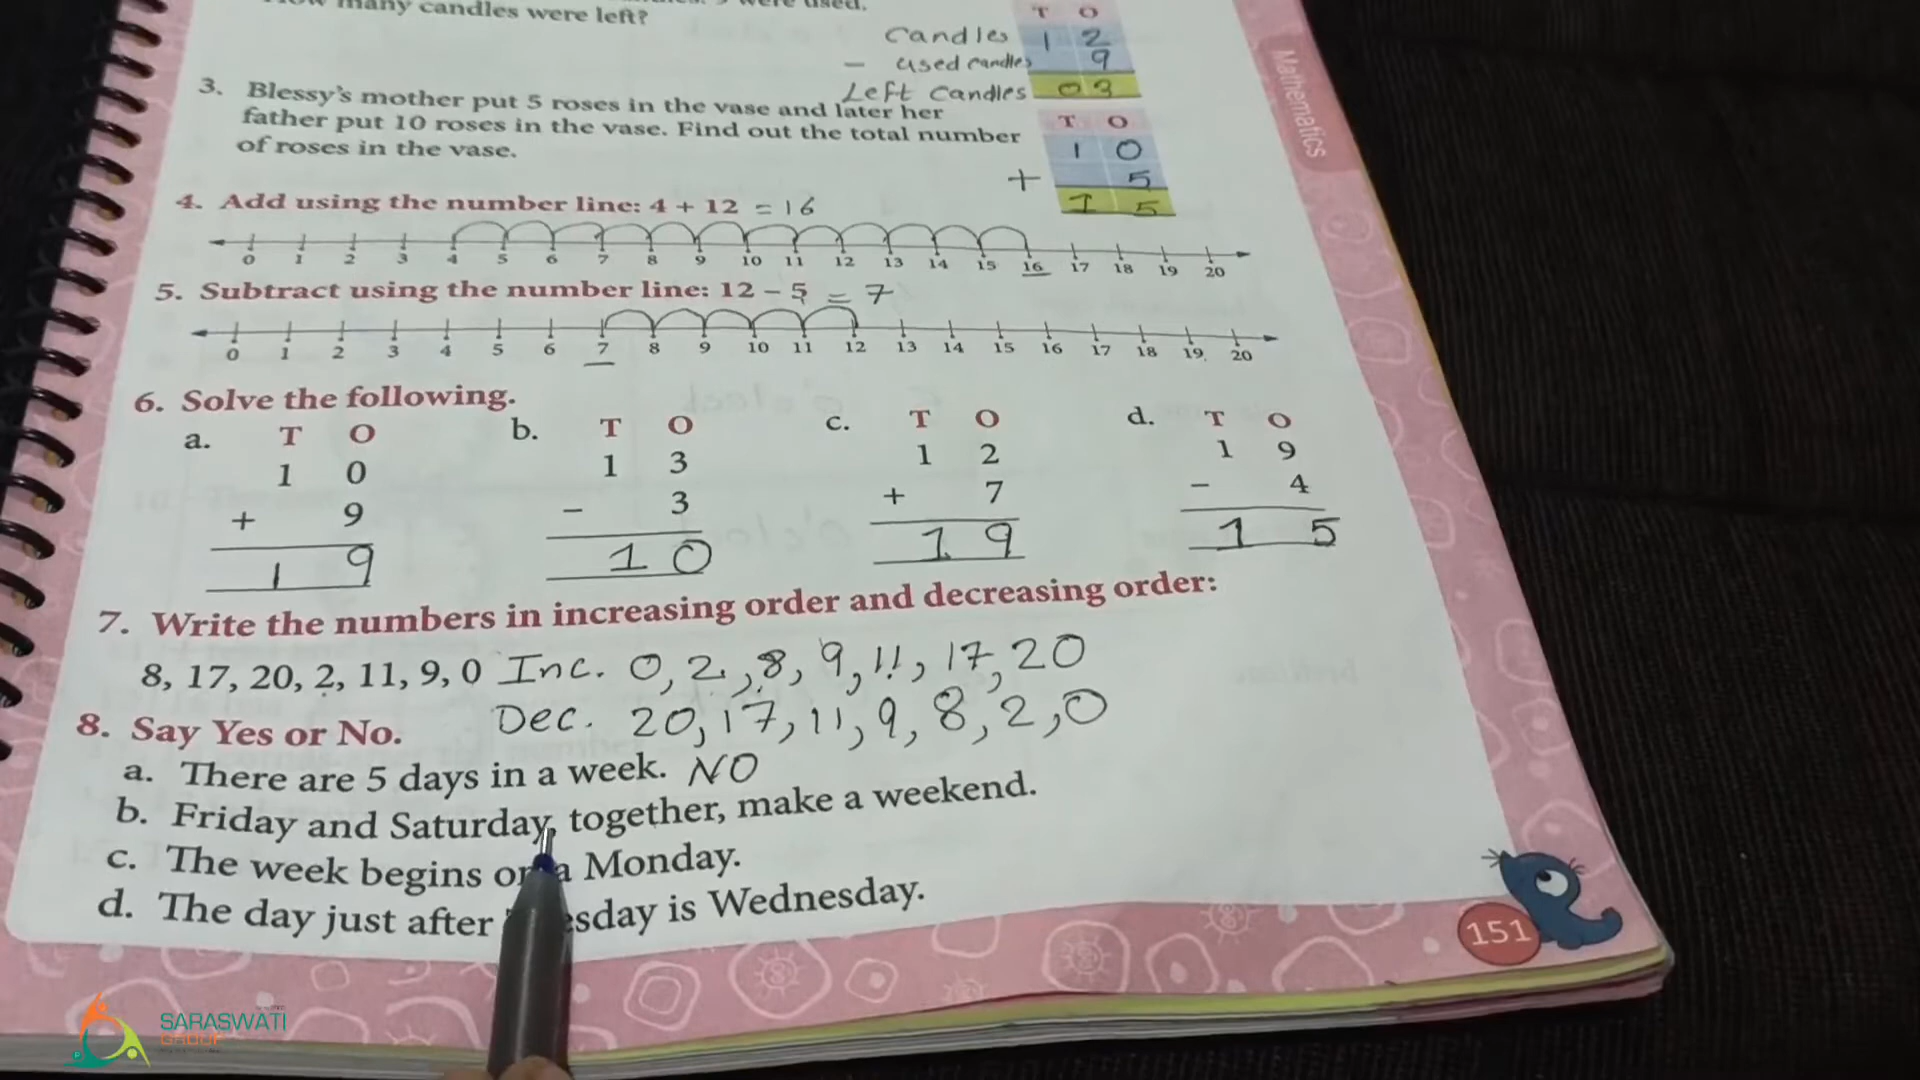 many candles were left?
were used.
T O
Candles 1 2
- used candles 9
Left candles 03
3. Blessy's mother put 5 roses in the vase and later her
father put 10 roses in the vase. Find out the total number
of roses in the vase.
T O
1 0
+ 5
1 5
4. Add using the number line: 4 + 12 = 16
0 1 2 3 4 5 6 7 8 9 10 11 12 13 14 15 16 17 18 19 20
5. Subtract using the number line: 12 - 5 = 7
0 1 2 3 4 5 6 7 8 9 10 11 12 13 14 15 16 17 18 19 20
6. Solve the following.
a. T O b. T O c. T O d. T O
1 0 1 3 1 2 1 9
+ 9 - 3 + 7 - 4
1 9 1 0 1 9 1 5
7. Write the numbers in increasing order and decreasing order:
8, 17, 20, 2, 11, 9, 0 Inc. 0, 2, 8, 9, 11, 17, 20
Dec. 20, 17, 11, 9, 8, 2, 0
8. Say Yes or No.
a. There are 5 days in a week. NO
b. Friday and Saturday, together, make a weekend.
c. The week begins on a Monday.
d. The day just after is Wednesday.
Mathematics
151
SARASWATI
GROUP